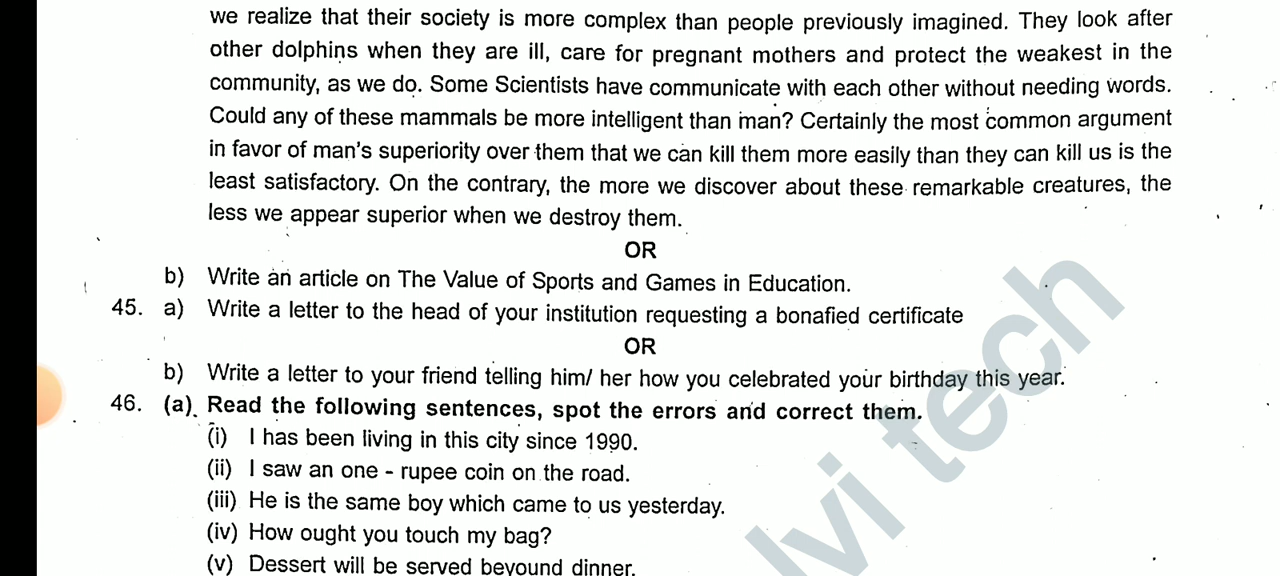 we realize that their society is more complex than people previously imagined. They look after
other dolphins when they are ill, care for pregnant mothers and protect the weakest in the
community, as we do. Some Scientists have communicate with each other without needing words.
Could any of these mammals be more intelligent than man? Certainly the most common argument
in favor of man's superiority over them that we can kill them more easily than they can kill us is the
least satisfactory. On the contrary, the more we discover about these remarkable creatures, the
less we appear superior when we destroy them.
OR
b) Write an article on The Value of Sports and Games in Education.
45. a) Write a letter to the head of your institution requesting a bonafied certificate
OR
b) Write a letter to your friend telling him/ her how you celebrated your birthday this year.
46. (a) Read the following sentences, spot the errors and correct them.
(i) I has been living in this city since 1990.
(ii) I saw an one - rupee coin on the road.
(iii) He is the same boy which came to us yesterday.
(iv) How ought you touch my bag?
(v) Dessert will be served beyound dinner.
lvi tech